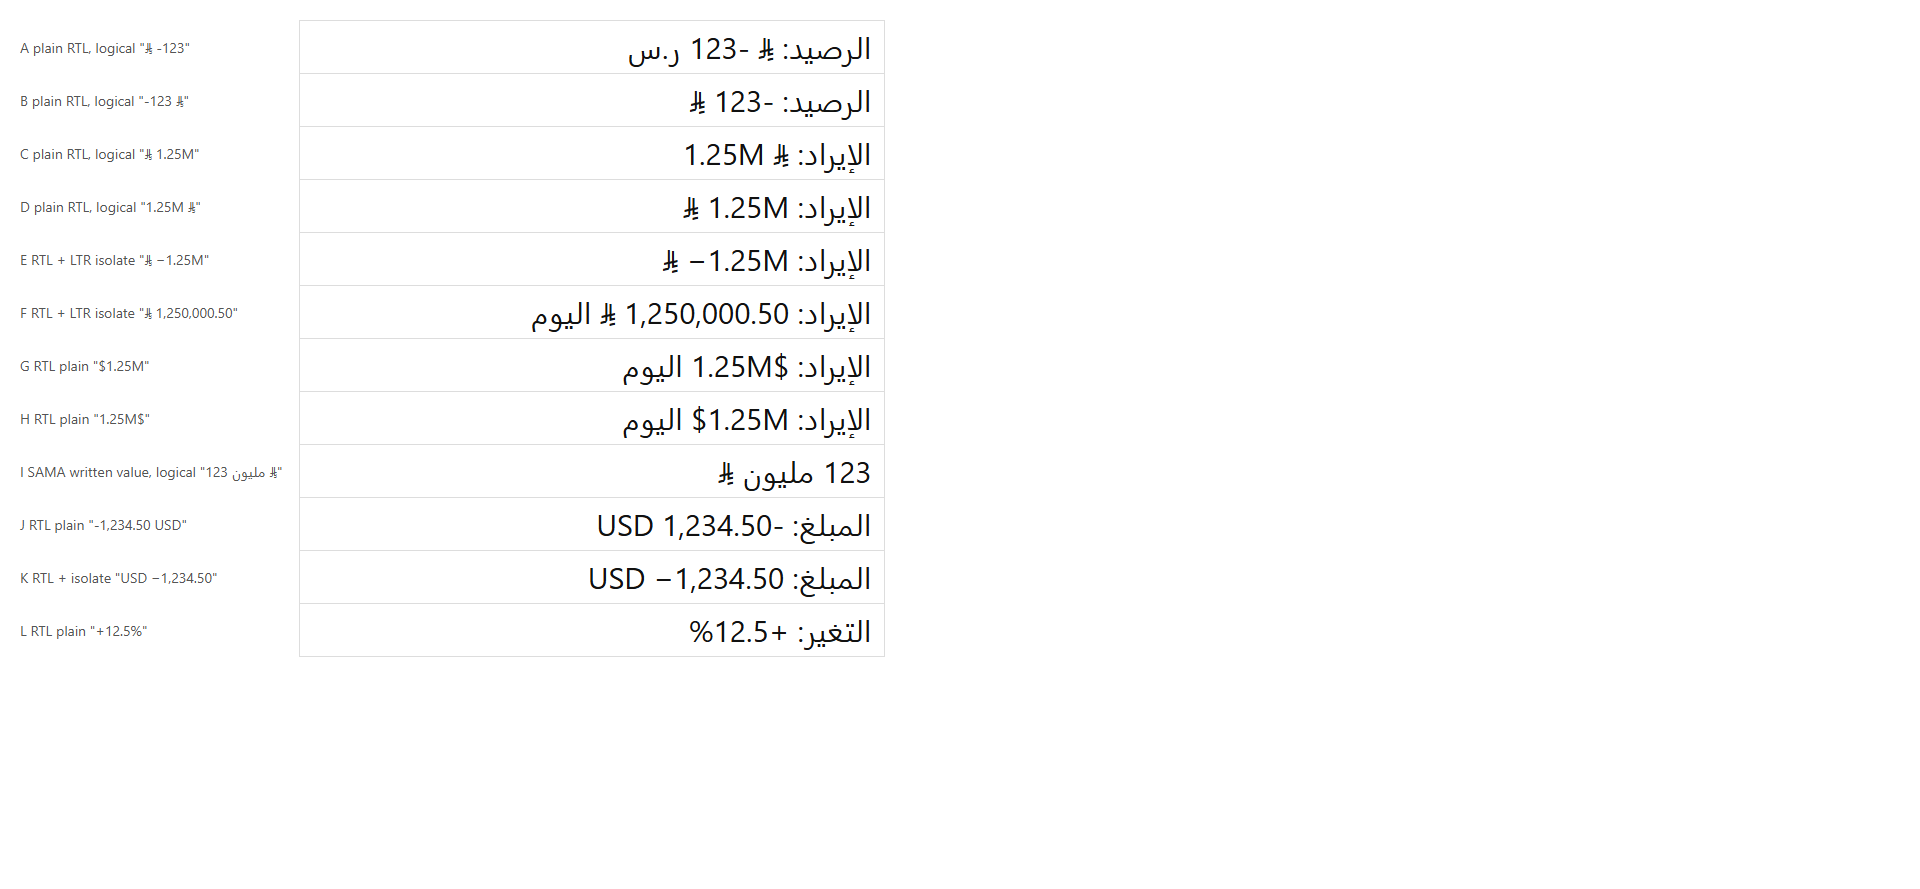 A plain RTL, logical "⃁ -123"
الرصيد: ⃁ -123 ر.س
B plain RTL, logical "-123 ⃁"
الرصيد: -123 ⃁
C plain RTL, logical "⃁ 1.25M"
الإيراد: ⃁ 1.25M
D plain RTL, logical "1.25M ⃁"
الإيراد: 1.25M ⃁
E RTL + LTR isolate "⃁ −1.25M"
الإيراد: ⁦⃁ −1.25M⁩
F RTL + LTR isolate "⃁ 1,250,000.50"
الإيراد: ⁦⃁ 1,250,000.50⁩ اليوم
G RTL plain "$1.25M"
الإيراد: $1.25M اليوم
H RTL plain "1.25M$"
الإيراد: 1.25M$ اليوم
I SAMA written value, logical "123 مليون ⃁"
123 مليون ⃁
J RTL plain "-1,234.50 USD"
المبلغ: -1,234.50 USD
K RTL + isolate "USD −1,234.50"
المبلغ: ⁦USD −1,234.50⁩
L RTL plain "+12.5%"
التغير: +12.5%